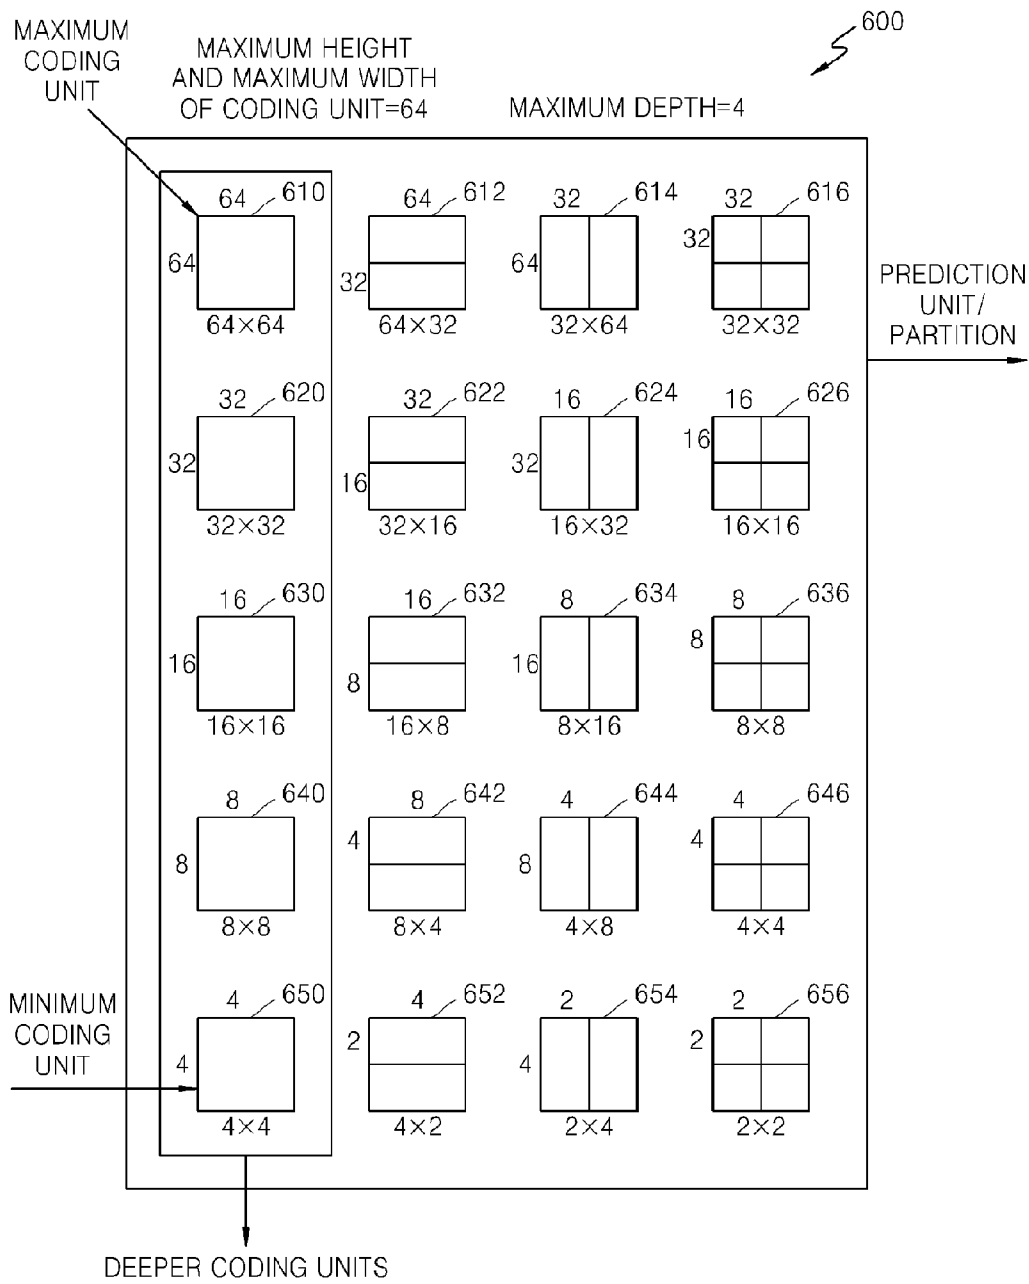 600
MAXIMUM
CODING
UNIT
MAXIMUM HEIGHT
AND MAXIMUM WIDTH
OF CODING UNIT=64
MAXIMUM DEPTH=4
64 610 64 612 32 614 32 616
64 32 64 32
64×64 64×32 32×64 32×32
PREDICTION
UNIT/
PARTITION
32 620 32 622 16 624 16 626
32 16 32 16
32×32 32×16 16×32 16×16
16 630 16 632 8 634 8 636
16 8 16 8
16×16 16×8 8×16 8×8
8 640 8 642 4 644 4 646
8 4 8 4
8×8 8×4 4×8 4×4
MINIMUM
CODING
UNIT
4 650 4 652 2 654 2 656
4 2 4 2
4×4 4×2 2×4 2×2
DEEPER CODING UNITS